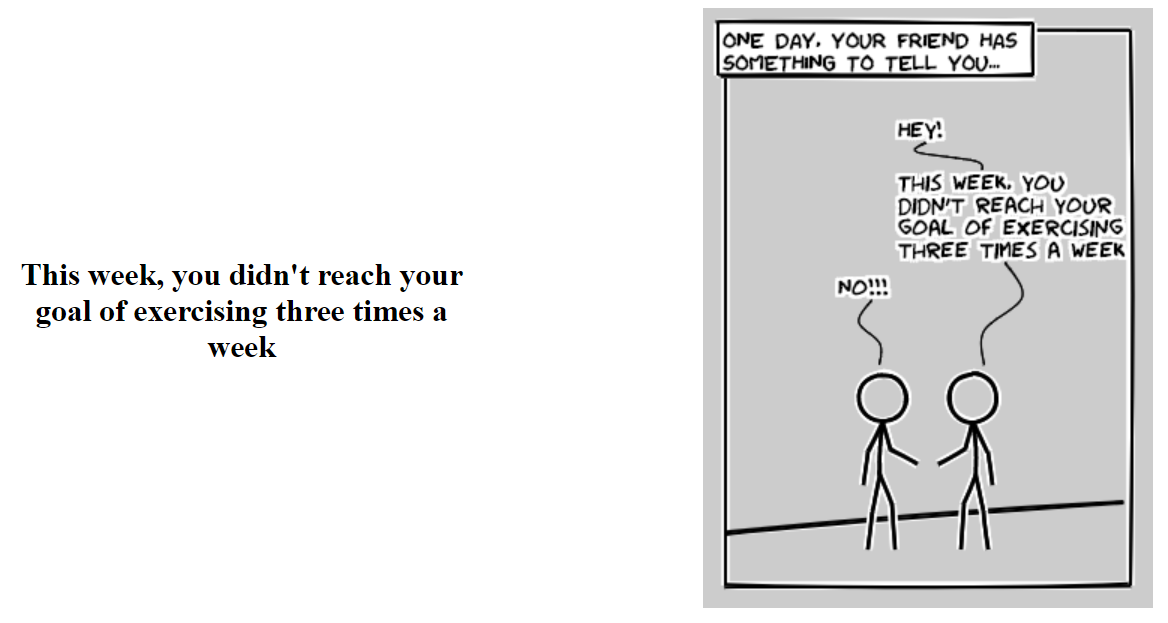 This week, you didn't reach your
goal of exercising three times a
week
ONE DAY, YOUR FRIEND HAS
SOMETHING TO TELL YOU...
HEY!
THIS WEEK, YOU
DIDN'T REACH YOUR
GOAL OF EXERCISING
THREE TIMES A WEEK
NO!!!